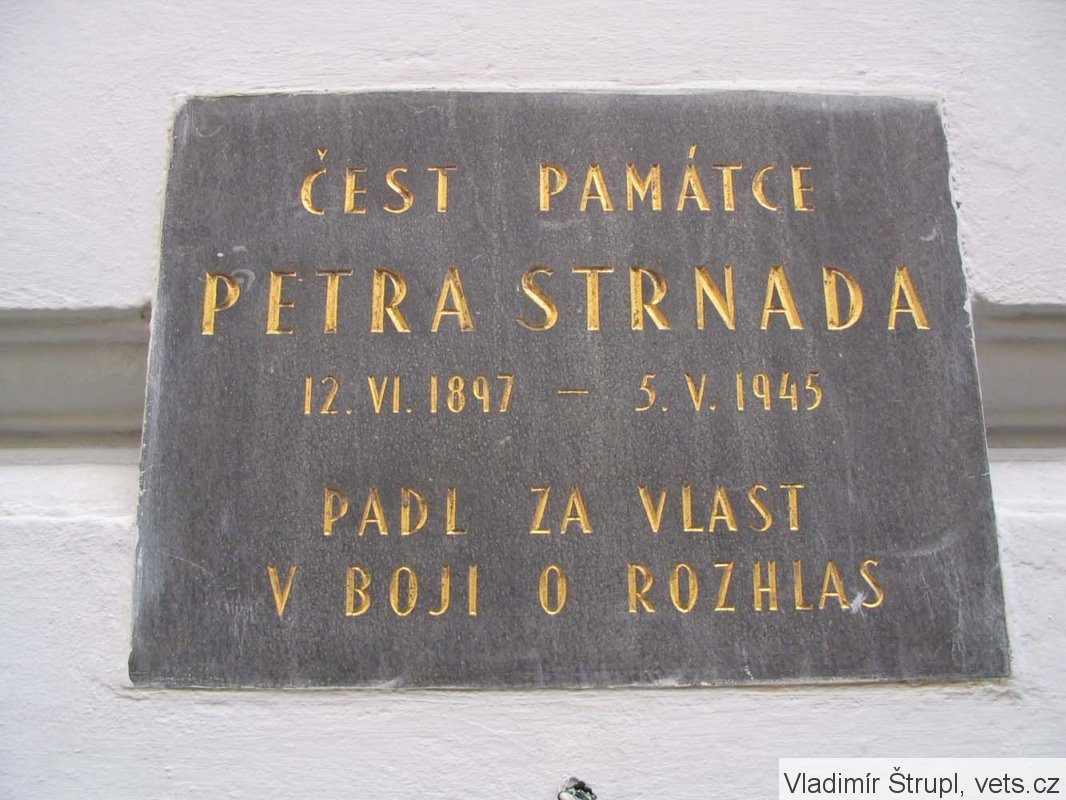 ČEST PAMÁTCE
PETRA STRNADA
12. VI. 1897 – 5. V. 1945
PADL ZA VLAST
V BOJI O ROZHLAS
Vladimír Štrupl, vets.cz